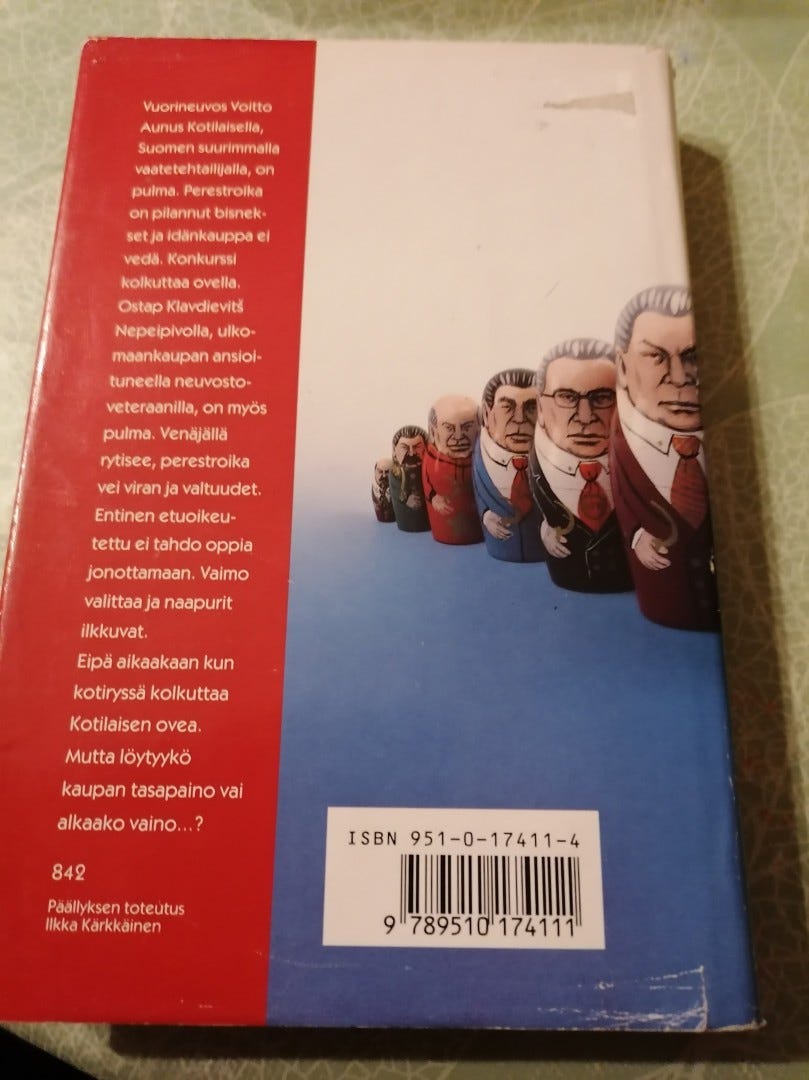 Vuorineuvos Voitto
Aunus Kotilaisella,
Suomen suurimmalla
vaatetehtailijalla, on
pulma. Perestroika
on pilannut bisnek-
set ja idänkauppa ei
vedä. Konkurssi
kolkuttaa ovella.
Ostap Klavdievitš
Nepeipivolla, ulko-
maankaupan ansioi-
tuneella neuvosto-
veteraanilla, on myös
pulma. Venäjällä
rytisee, perestroika
vei viran ja valtuudet.
Entinen etuoikeu-
tettu ei tahdo oppia
jonottamaan. Vaimo
valittaa ja naapurit
ilkkuvat.
Eipä aikaakaan kun
kotiryssä kolkuttaa
Kotilaisen ovea.
Mutta löytyykö
kaupan tasapaino vai
alkaako vaino...?
842
Päällyksen toteutus
Ilkka Kärkkäinen
ISBN 951-0-17411-4
9 789510 174111